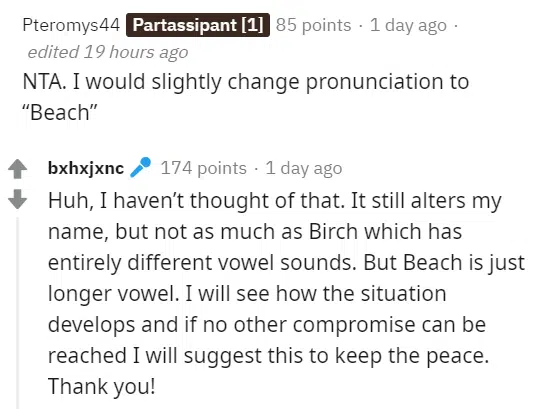 Pteromys44 Partassipant [1] 85 points · 1 day ago ·
edited 19 hours ago
NTA. I would slightly change pronunciation to
“Beach”
bxhxjxnc 174 points · 1 day ago
Huh, I haven’t thought of that. It still alters my
name, but not as much as Birch which has
entirely different vowel sounds. But Beach is just
longer vowel. I will see how the situation
develops and if no other compromise can be
reached I will suggest this to keep the peace.
Thank you!